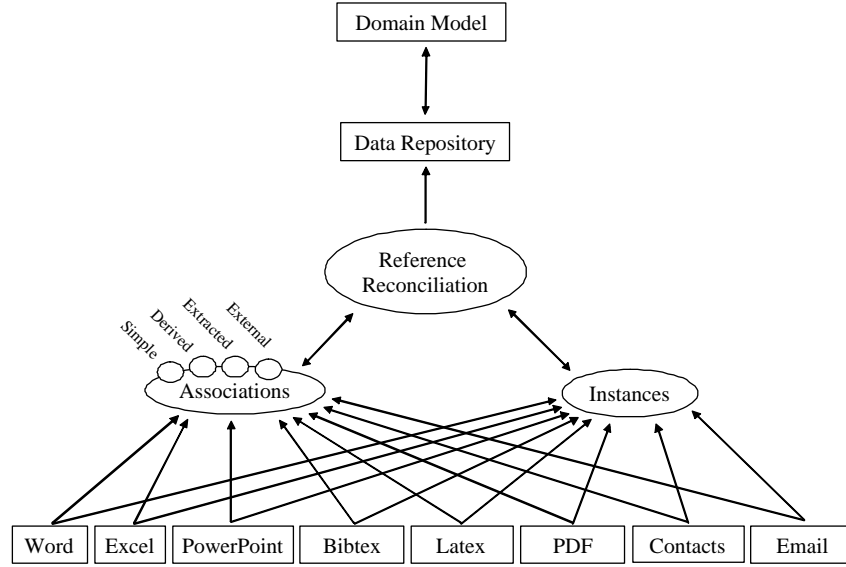 Domain Model
Data Repository
Reference
Reconciliation
Simple
Derived
Extracted
External
Associations
Instances
Word
Excel
PowerPoint
Bibtex
Latex
PDF
Contacts
Email